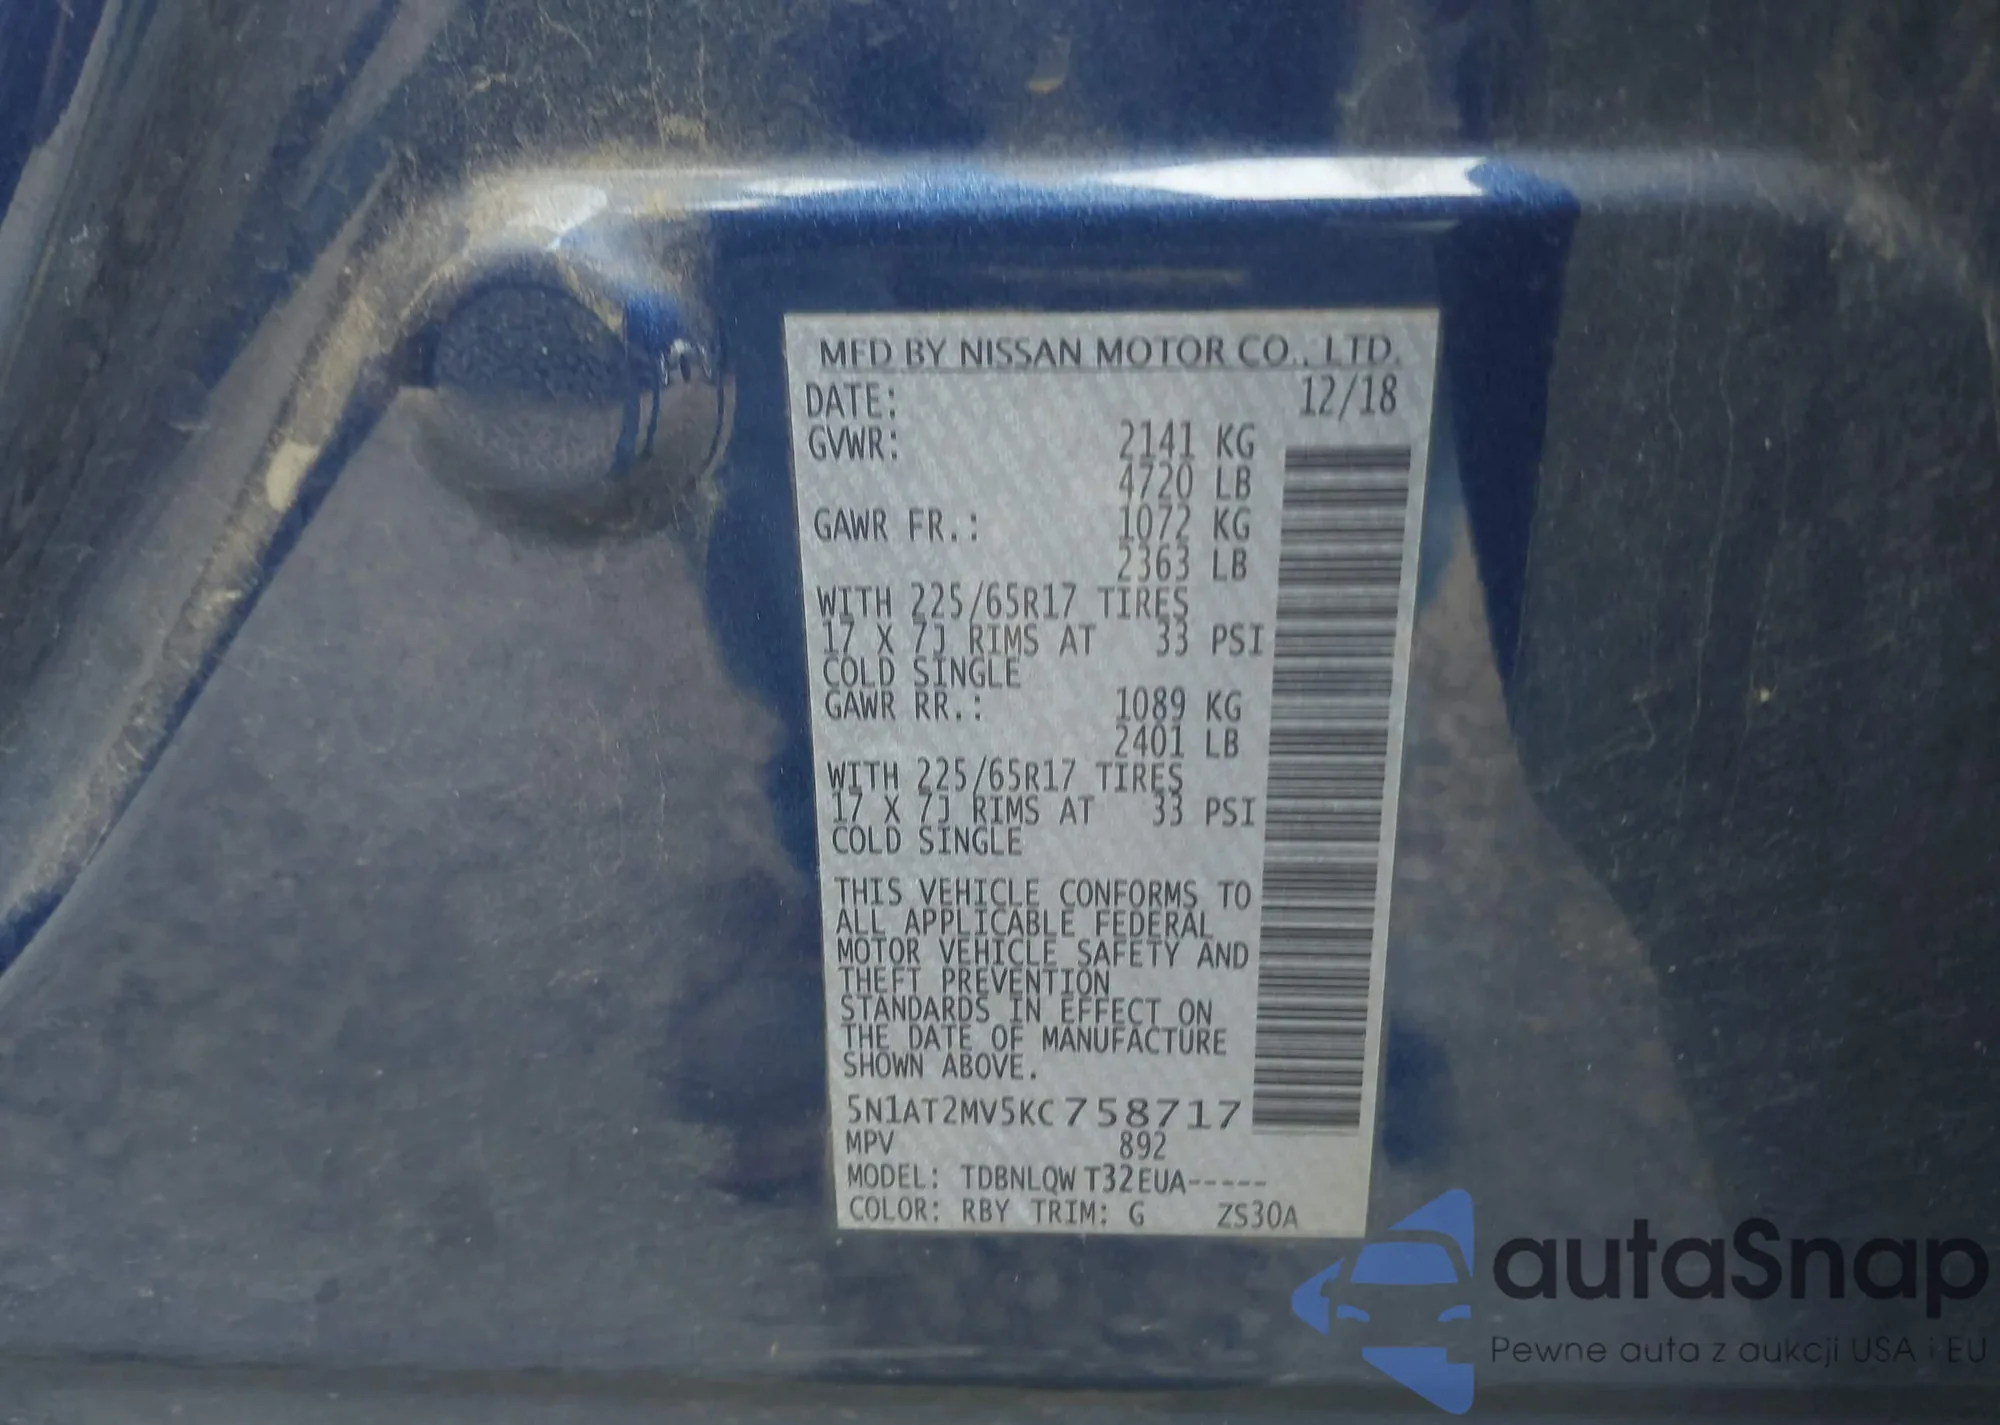 MFD BY NISSAN MOTOR CO., LTD.
DATE: 12/18
GVWR: 2141 KG
4720 LB
GAWR FR.: 1072 KG
2363 LB
WITH 225/65R17 TIRES
17 X 7J RIMS AT 33 PSI
COLD SINGLE
GAWR RR.: 1089 KG
2401 LB
WITH 225/65R17 TIRES
17 X 7J RIMS AT 33 PSI
COLD SINGLE
THIS VEHICLE CONFORMS TO
ALL APPLICABLE FEDERAL
MOTOR VEHICLE SAFETY AND
THEFT PREVENTION
STANDARDS IN EFFECT ON
THE DATE OF MANUFACTURE
SHOWN ABOVE.
5N1AT2MV5KC758717
MPV 892
MODEL: TDBNLQW T32EUA-----
COLOR: RBY TRIM: G ZS30A
autaSnap
Pewne auta z aukcji USA i EU